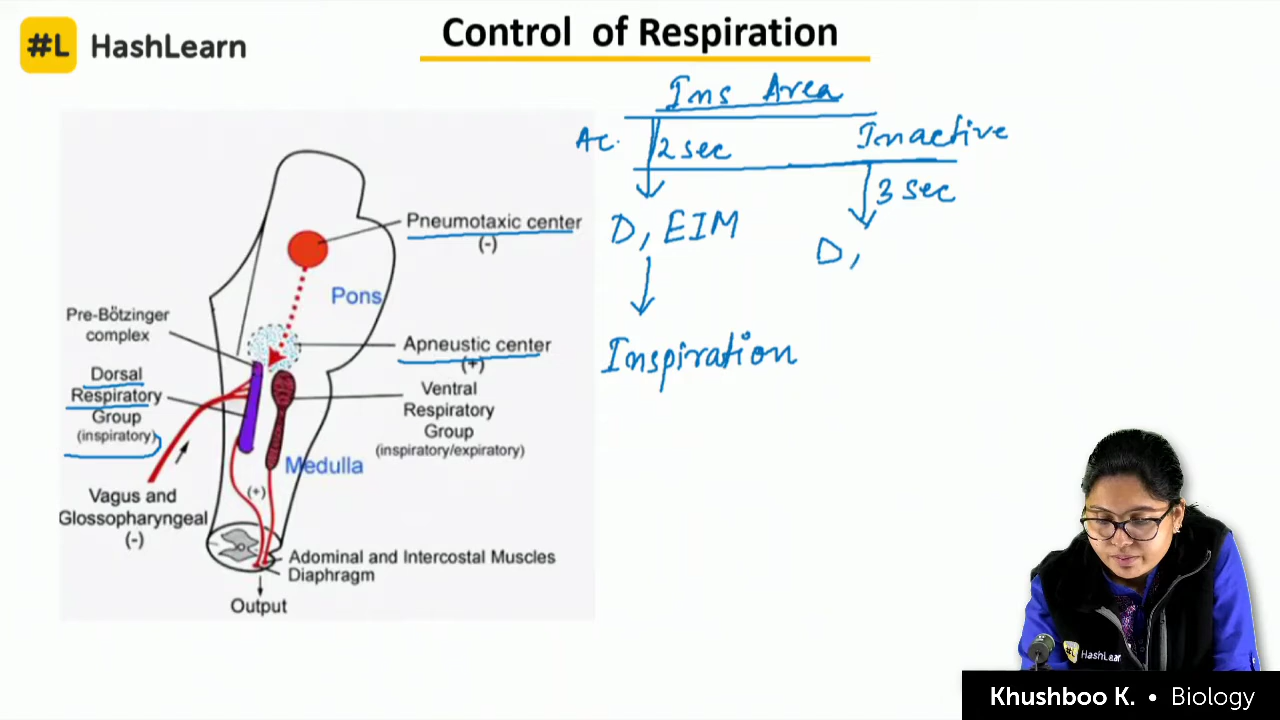 #L HashLearn
Control of Respiration
Ins Area
Ac. 2 sec
Inactive
3 sec
D, EIM
D,
Inspiration
Pneumotaxic center
(-)
Pons
Pre-Bötzinger
complex
Apneustic center
(+)
Dorsal
Respiratory
Group
(inspiratory)
Ventral
Respiratory
Group
(inspiratory/expiratory)
Medulla
(+)
Vagus and
Glossopharyngeal
(-)
Adominal and Intercostal Muscles
Diaphragm
Output
HashLearn
Khushboo K. • Biology